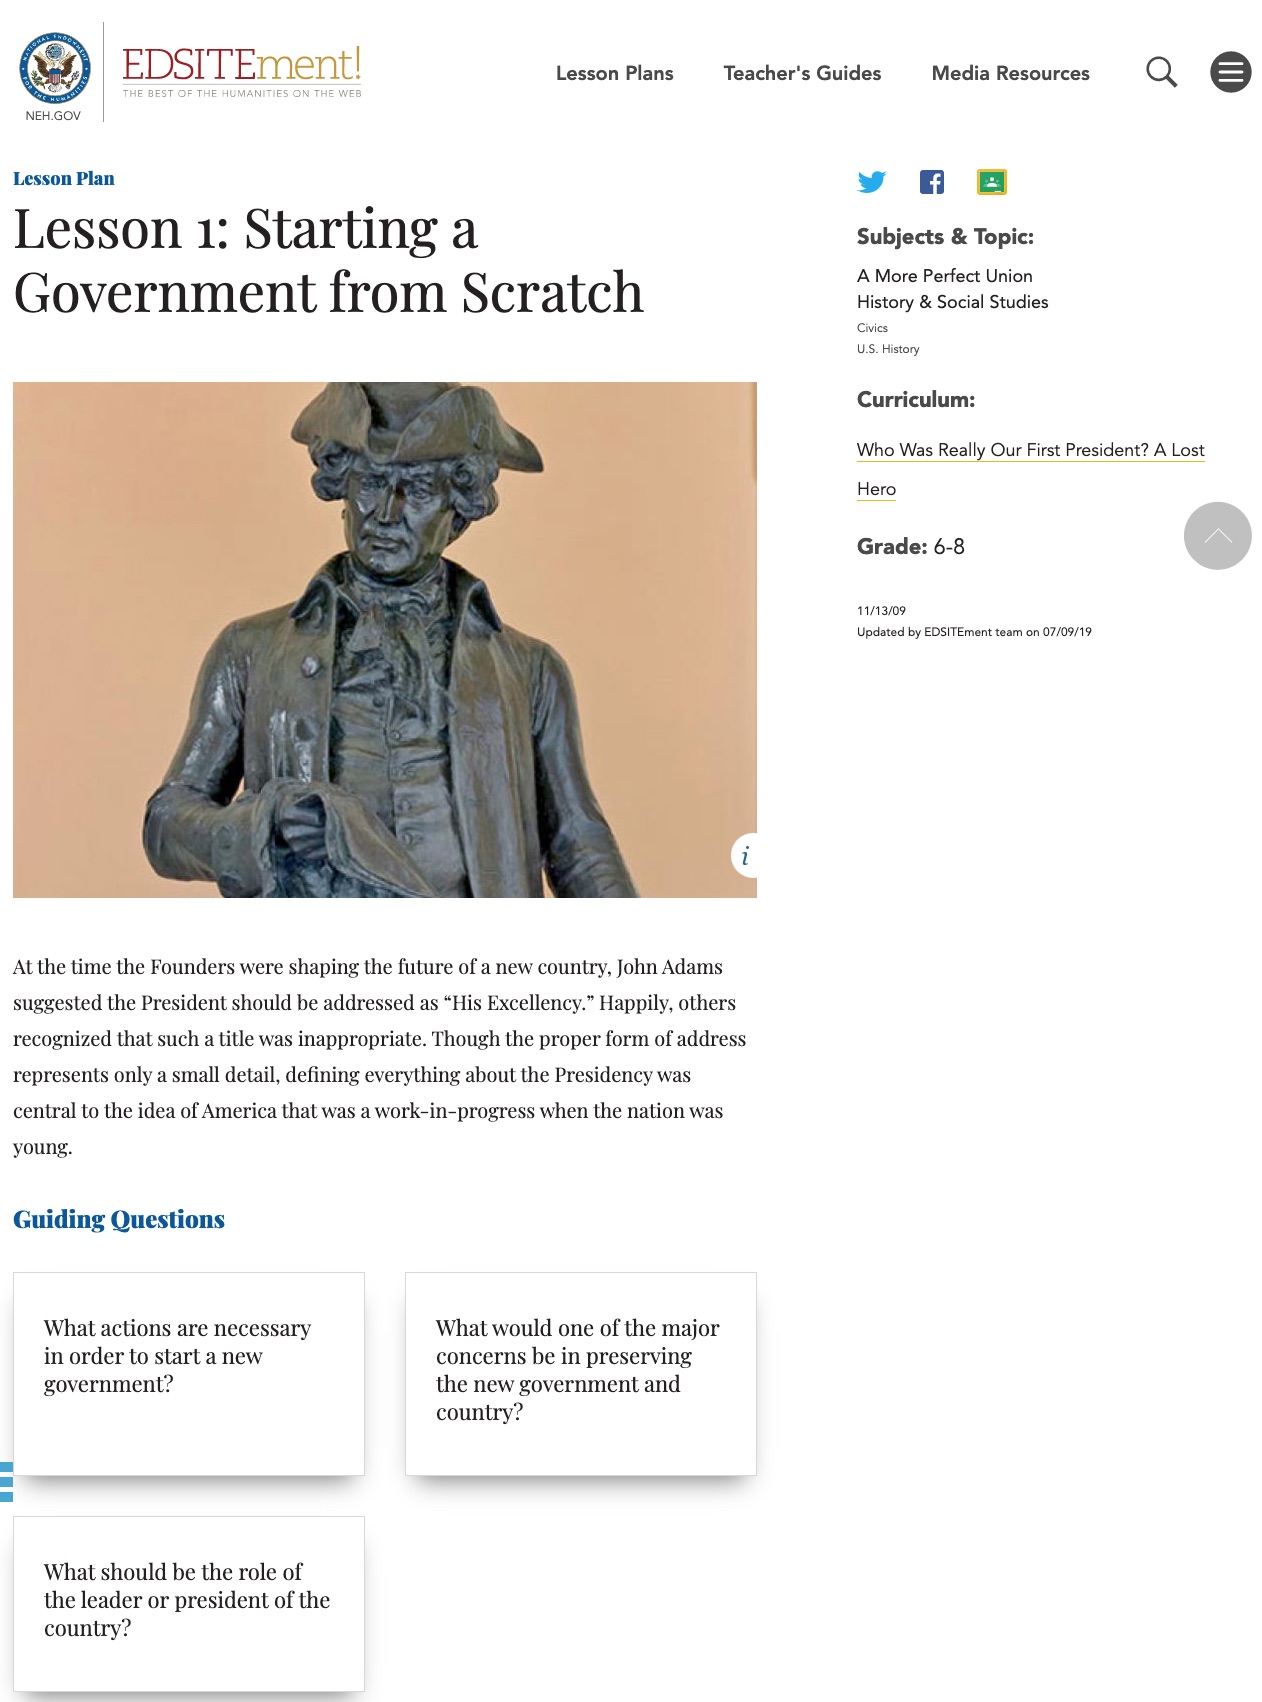 NEH.GOV
EDSITEment!
THE BEST OF THE HUMANITIES ON THE WEB
Lesson Plans
Teacher's Guides
Media Resources
Lesson Plan
Lesson 1: Starting a
Government from Scratch
At the time the Founders were shaping the future of a new country, John Adams
suggested the President should be addressed as “His Excellency.” Happily, others
recognized that such a title was inappropriate. Though the proper form of address
represents only a small detail, defining everything about the Presidency was
central to the idea of America that was a work-in-progress when the nation was
young.
Guiding Questions
What actions are necessary
in order to start a new
government?
What would one of the major
concerns be in preserving
the new government and
country?
What should be the role of
the leader or president of the
country?
Subjects & Topic:
A More Perfect Union
History & Social Studies
Civics
U.S. History
Curriculum:
Who Was Really Our First President? A Lost
Hero
Grade: 6-8
11/13/09
Updated by EDSITEment team on 07/09/19
i